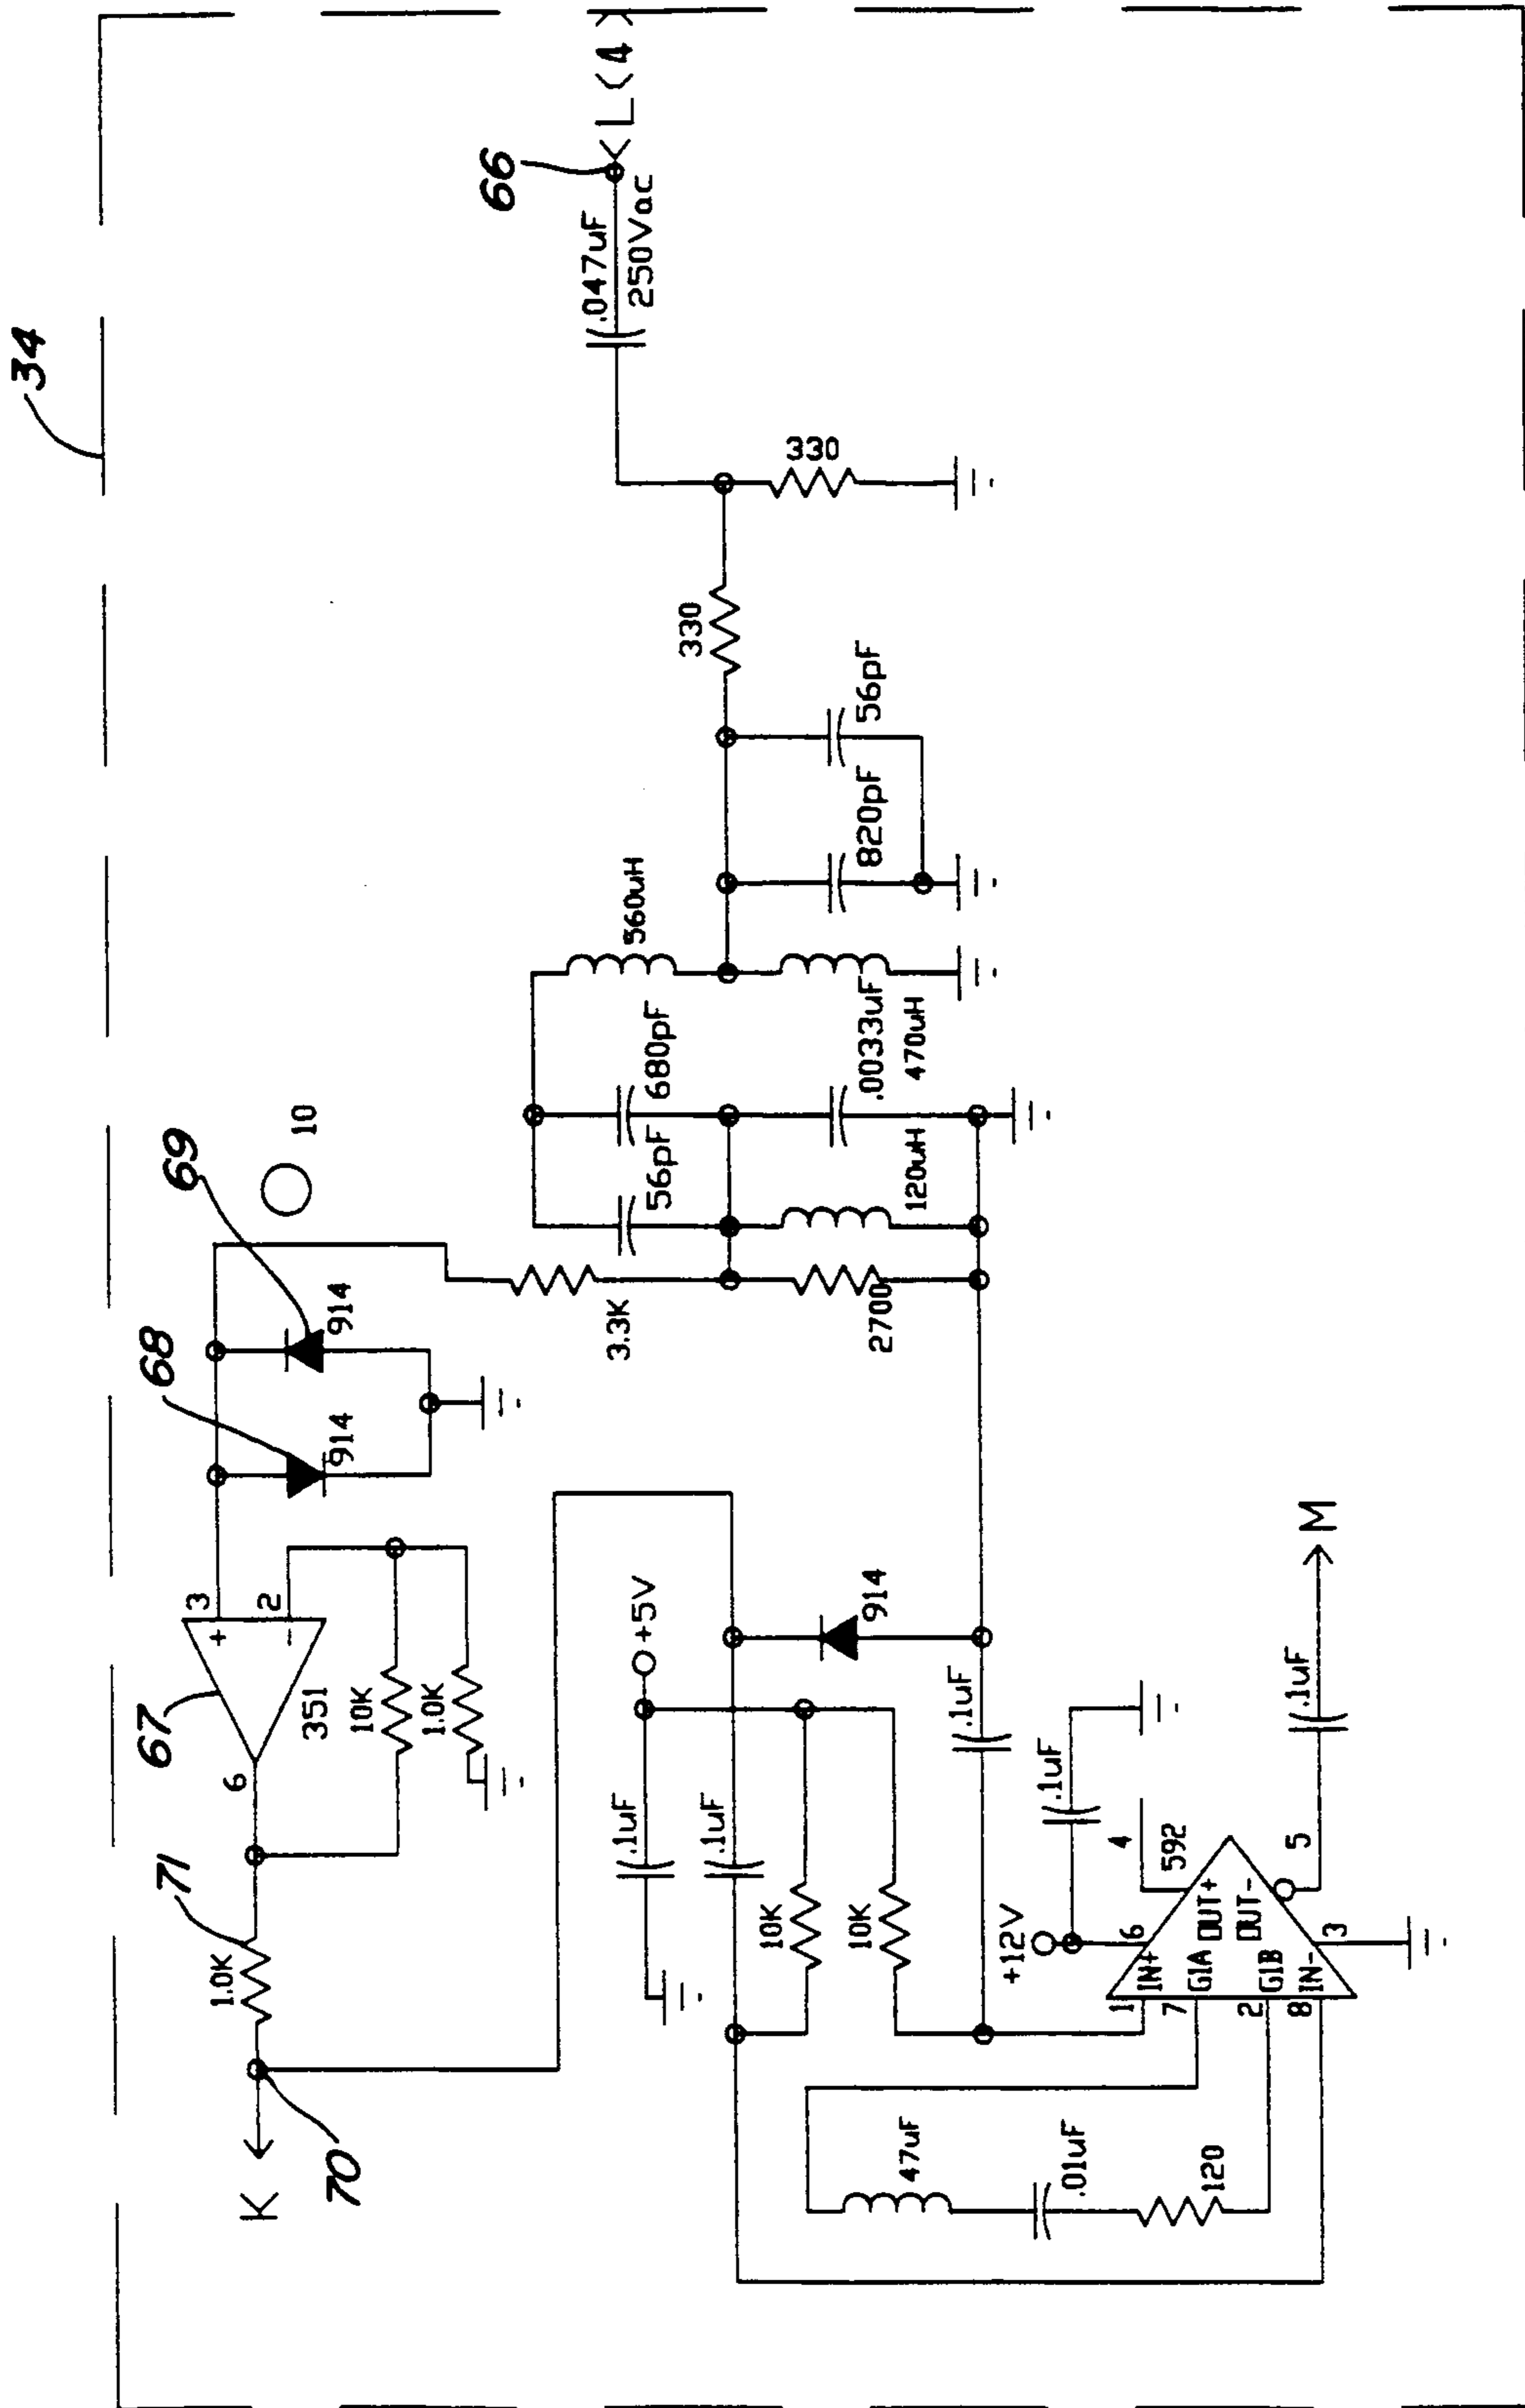 34
66
L(4)
.047uF
250Vac
330
330
56pF
820pF
560uH
470uH
680pF
.0033uF
56pF
120uH
10
69
68
914
914
3.3K
2700
67
3
2
+
-
6
351
10K
1.0K
71
1.0K
K
70
+5V
.1uF
.1uF
914
10K
10K
.1uF
+12V
.1uF
4
592
6
1
IN+
7
G1A
OUT+
2
G1B
OUT-
8
IN-
3
5
.1uF
M
47uF
.01uF
120